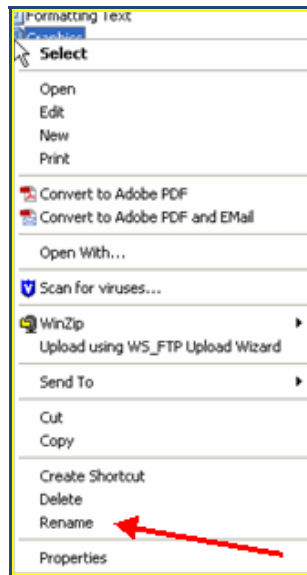 Formatting Text
Graphics
Select
Open
Edit
New
Print
Convert to Adobe PDF
Convert to Adobe PDF and EMail
Open With...
Scan for viruses...
WinZip
Upload using WS_FTP Upload Wizard
Send To
Cut
Copy
Create Shortcut
Delete
Rename
Properties